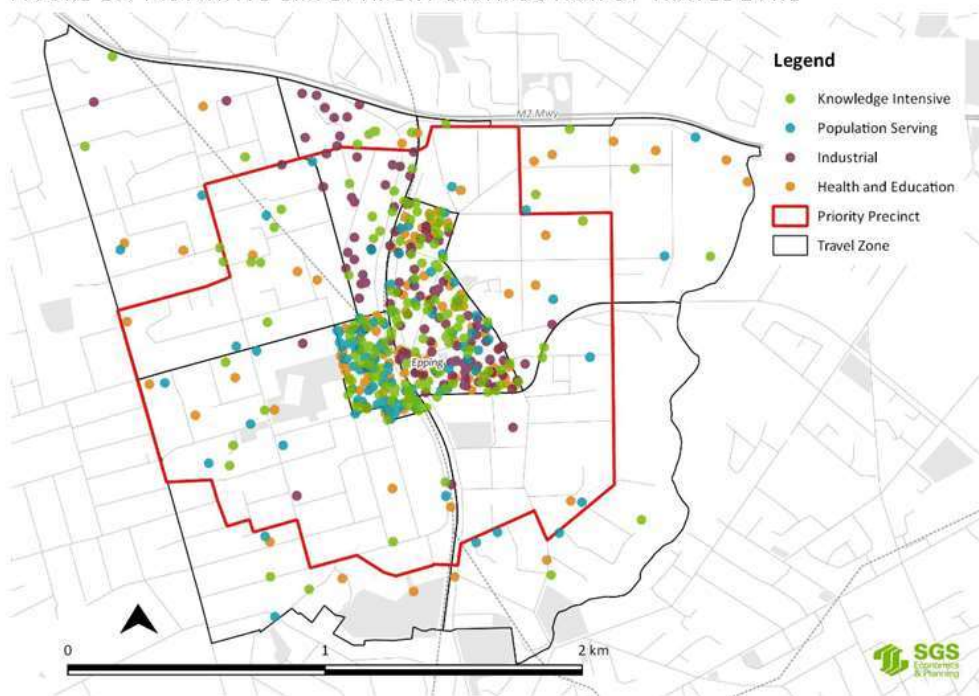 M2 Mwy
Epping
Legend
Knowledge Intensive
Population Serving
Industrial
Health and Education
Priority Precinct
Travel Zone
0
1
2 km
SGS
Economics
& Planning